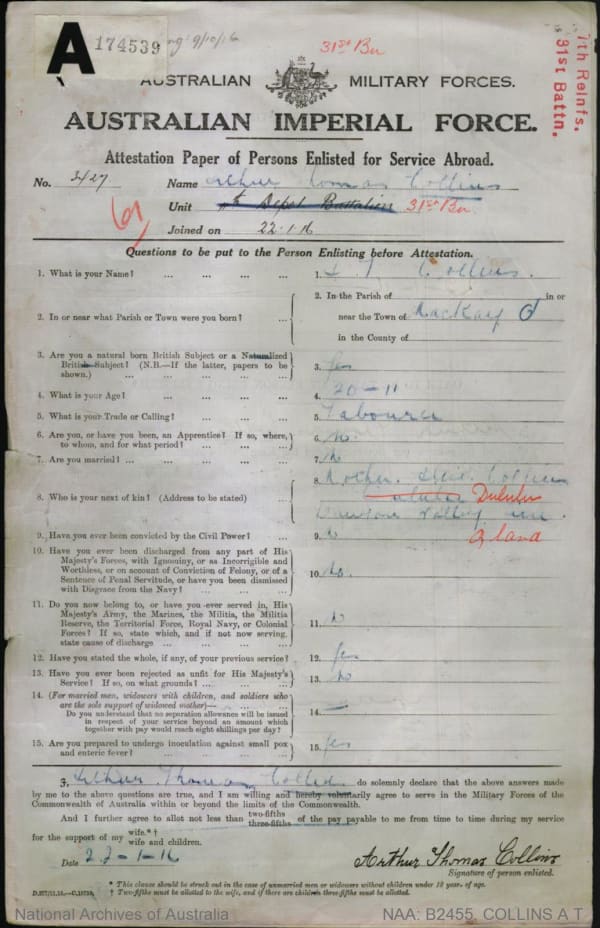 A 174539 9/10/16
31st Bn
7th Reinfs.
31st Battn.
AUSTRALIAN MILITARY FORCES.
AUSTRALIAN IMPERIAL FORCE.
Attestation Paper of Persons Enlisted for Service Abroad.
No. 3427 Name Arthur Thomas Collins
Unit Depot Battalion 31st Bn
Joined on 22.1.16
Questions to be put to the Person Enlisting before Attestation.
1. What is your Name? ... ... ... ... 1. A T Collins.
2. In or near what Parish or Town were you born? ... 2. In the Parish of in or
near the Town of Mackay Q
in the County of
3. Are you a natural born British Subject or a Naturalized
British Subject? (N.B.—If the latter, papers to be
shown.) ... ... ... ... ... 3. Yes
4. What is your Age? ... ... ... ... 4. 20-11
5. What is your Trade or Calling? ... ... ... 5. Labourer
6. Are you, or have you been, an Apprentice? If so, where,
to whom, and for what period? ... ... ... 6. No.
7. Are you married? ... ... ... ... ... 7. No
8. Who is your next of kin? (Address to be stated) ... 8. Mother. Collins
Dululu
Dawson Valley
Qland
9. Have you ever been convicted by the Civil Power? ... 9. No
10. Have you ever been discharged from any part of His
Majesty's Forces, with Ignominy, or as Incorrigible and
Worthless, or on account of Conviction of Felony, or of a
Sentence of Penal Servitude, or have you been dismissed
with Disgrace from the Navy? ... ... ... 10. No.
11. Do you now belong to, or have you ever served in, His
Majesty's Army, the Marines, the Militia, the Militia
Reserve, the Territorial Force, Royal Navy, or Colonial
Forces? If so, state which, and if not now serving,
state cause of discharge ... ... ... ... 11. No
12. Have you stated the whole, if any, of your previous service? 12. Yes
13. Have you ever been rejected as unfit for His Majesty's
Service? If so, on what grounds? ... ... ... 13. No
14. (For married men, widowers with children, and soldiers who
are the sole support of widowed mother)—
Do you understand that no separation allowance will be issued
in respect of your service beyond an amount which
together with pay would reach eight shillings per day? 14. —
15. Are you prepared to undergo inoculation against small pox
and enteric fever? ... ... ... ... 15. Yes
I, Arthur Thomas do solemnly declare that the above answers made
by me to the above questions are true, and I am willing and hereby voluntarily agree to serve in the Military Forces of the
Commonwealth of Australia within or beyond the limits of the Commonwealth.
And I further agree to allot not less than two-fifths three-fifths of the pay payable to me from time to time during my service
for the support of my wife.*† wife and children.
Date 22-1-16 Arthur Thomas Collins
Signature of person enlisted.
* This clause should be struck out in the case of unmarried men or widowers without children under 18 years of age.
† Two-fifths must be allotted to the wife, and if there are children three-fifths must be allotted.
National Archives of Australia NAA: B2455, COLLINS A T